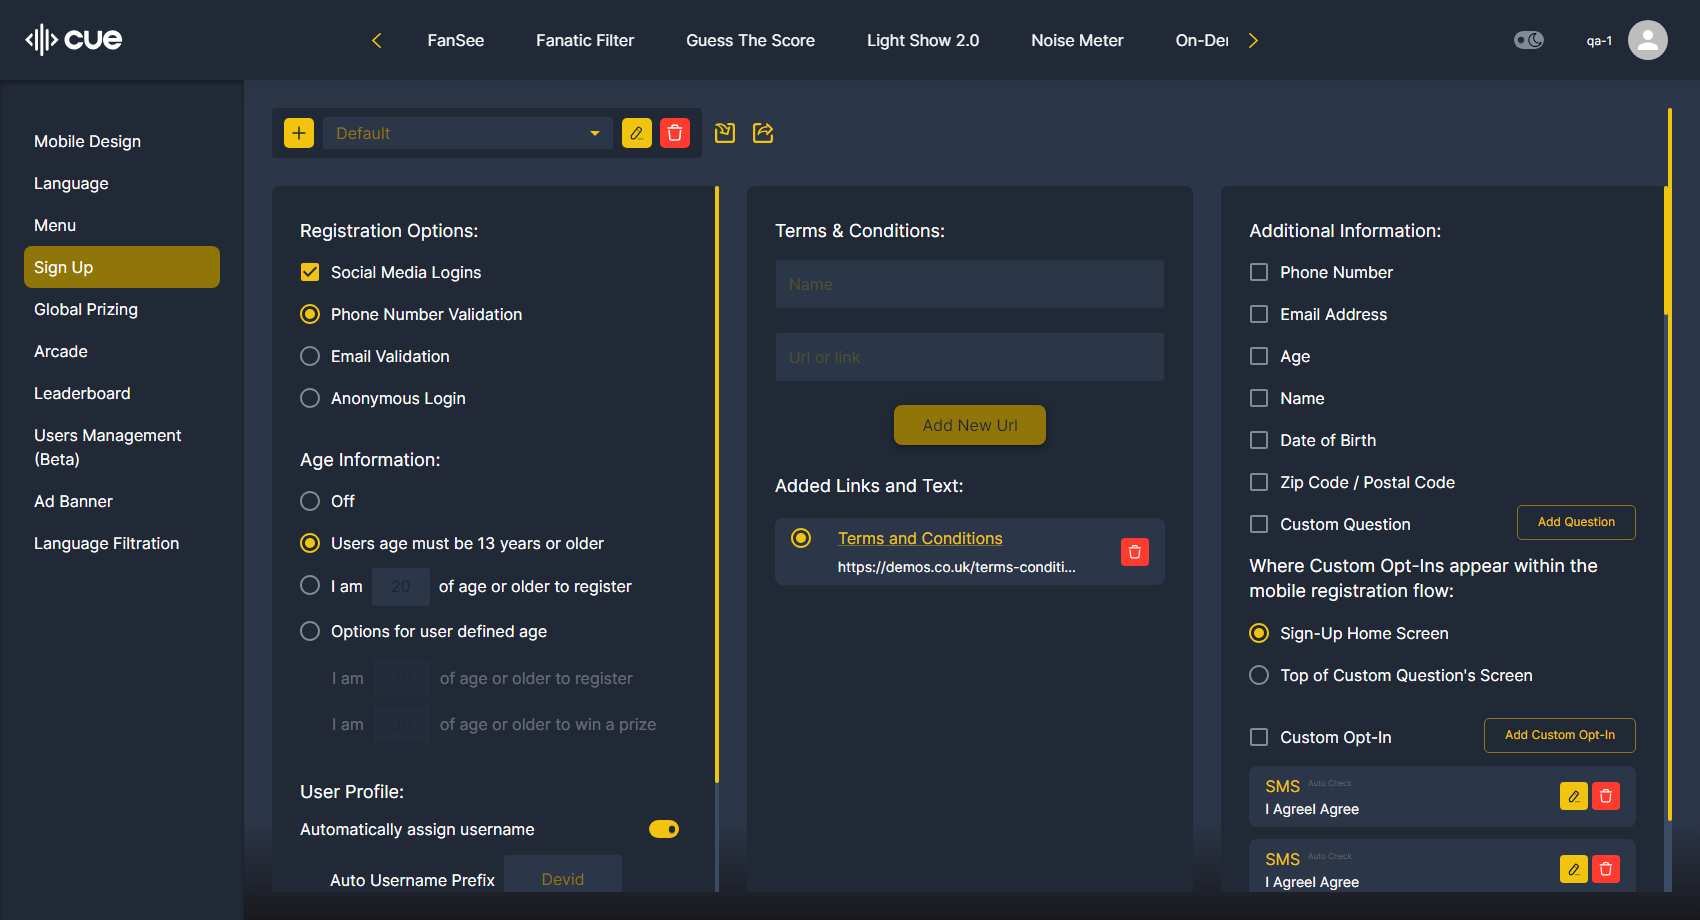 cue
FanSee
Fanatic Filter
Guess The Score
Light Show 2.0
Noise Meter
On-De
qa-1
Mobile Design
Language
Menu
Sign Up
Global Prizing
Arcade
Leaderboard
Users Management
(Beta)
Ad Banner
Language Filtration
Default
Registration Options:
Social Media Logins
Phone Number Validation
Email Validation
Anonymous Login
Age Information:
Off
Users age must be 13 years or older
I am 20 of age or older to register
Options for user defined age
I am 20 of age or older to register
I am of age or older to win a prize
User Profile:
Automatically assign username
Auto Username Prefix Devid
Terms & Conditions:
Name
Url or link
Add New Url
Added Links and Text:
Terms and Conditions
https://demos.co.uk/terms-conditi...
Additional Information:
Phone Number
Email Address
Age
Name
Date of Birth
Zip Code / Postal Code
Custom Question
Add Question
Where Custom Opt-Ins appear within the
mobile registration flow:
Sign-Up Home Screen
Top of Custom Question's Screen
Custom Opt-In
Add Custom Opt-In
SMS Auto Check
I AgreeI Agree
SMS Auto Check
I AgreeI Agree